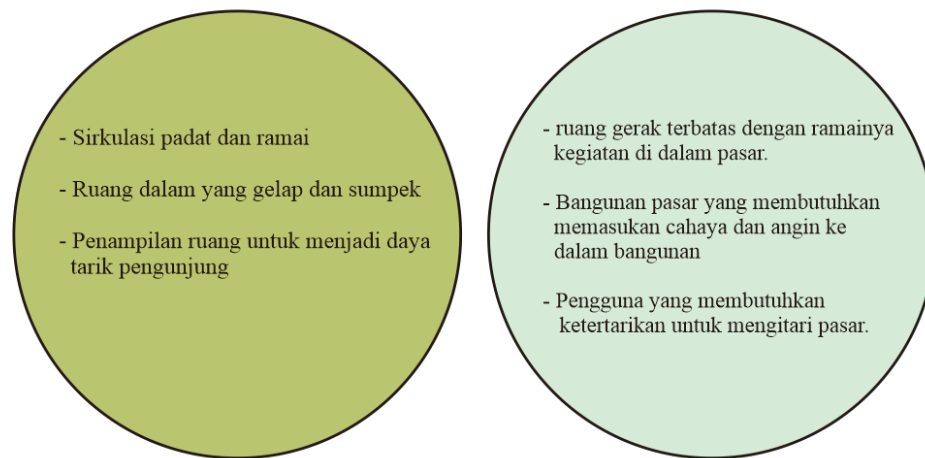 - Sirkulasi padat dan ramai
- Ruang dalam yang gelap dan sumpek
- Penampilan ruang untuk menjadi daya
tarik pengunjung
- ruang gerak terbatas dengan ramainya
kegiatan di dalam pasar.
- Bangunan pasar yang membutuhkan
memasukan cahaya dan angin ke
dalam bangunan
- Pengguna yang membutuhkan
ketertarikan untuk mengitari pasar.